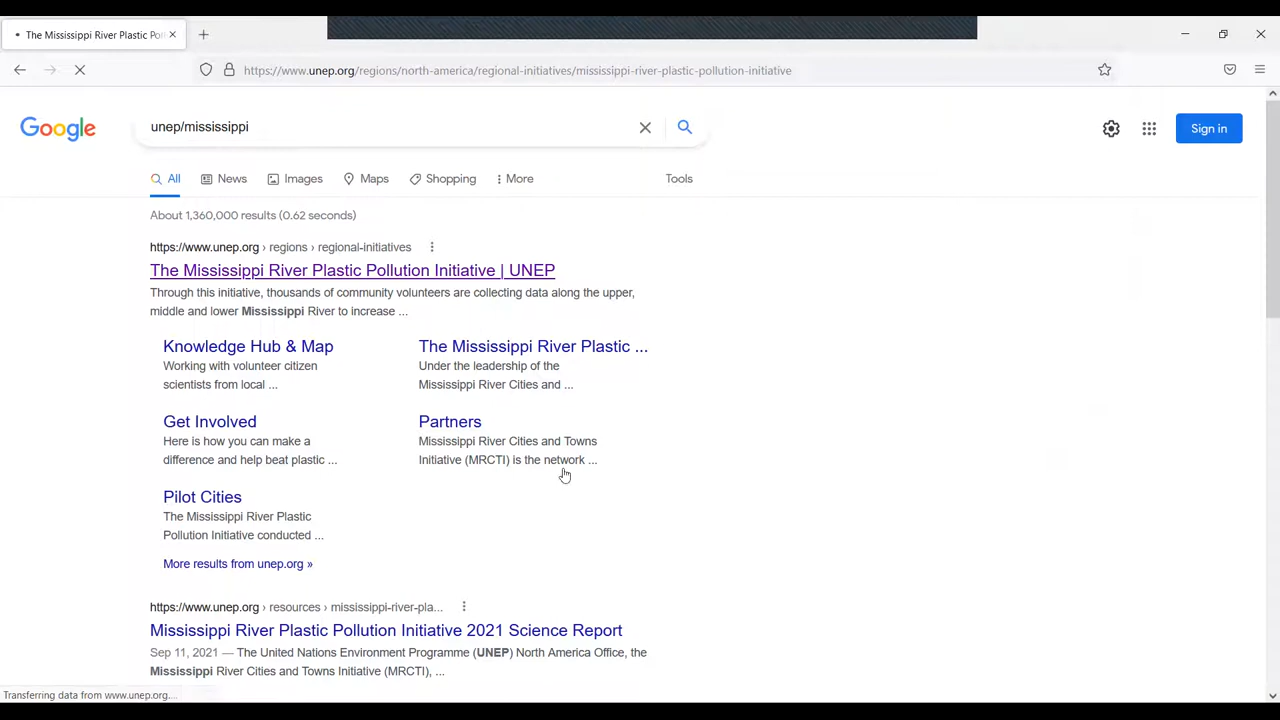 The Mississippi River Plastic Pol
https://www.unep.org/regions/north-america/regional-initiatives/mississippi-river-plastic-pollution-initiative
Google
unep/mississippi
Sign in
All News Images Maps Shopping More Tools
About 1,360,000 results (0.62 seconds)
https://www.unep.org › regions › regional-initiatives
The Mississippi River Plastic Pollution Initiative | UNEP
Through this initiative, thousands of community volunteers are collecting data along the upper,
middle and lower Mississippi River to increase ...
Knowledge Hub & Map
Working with volunteer citizen
scientists from local ...
The Mississippi River Plastic ...
Under the leadership of the
Mississippi River Cities and ...
Get Involved
Here is how you can make a
difference and help beat plastic ...
Partners
Mississippi River Cities and Towns
Initiative (MRCTI) is the network ...
Pilot Cities
The Mississippi River Plastic
Pollution Initiative conducted ...
More results from unep.org »
https://www.unep.org › resources › mississippi-river-pla...
Mississippi River Plastic Pollution Initiative 2021 Science Report
Sep 11, 2021 — The United Nations Environment Programme (UNEP) North America Office, the
Mississippi River Cities and Towns Initiative (MRCTI), ...
Transferring data from www.unep.org...